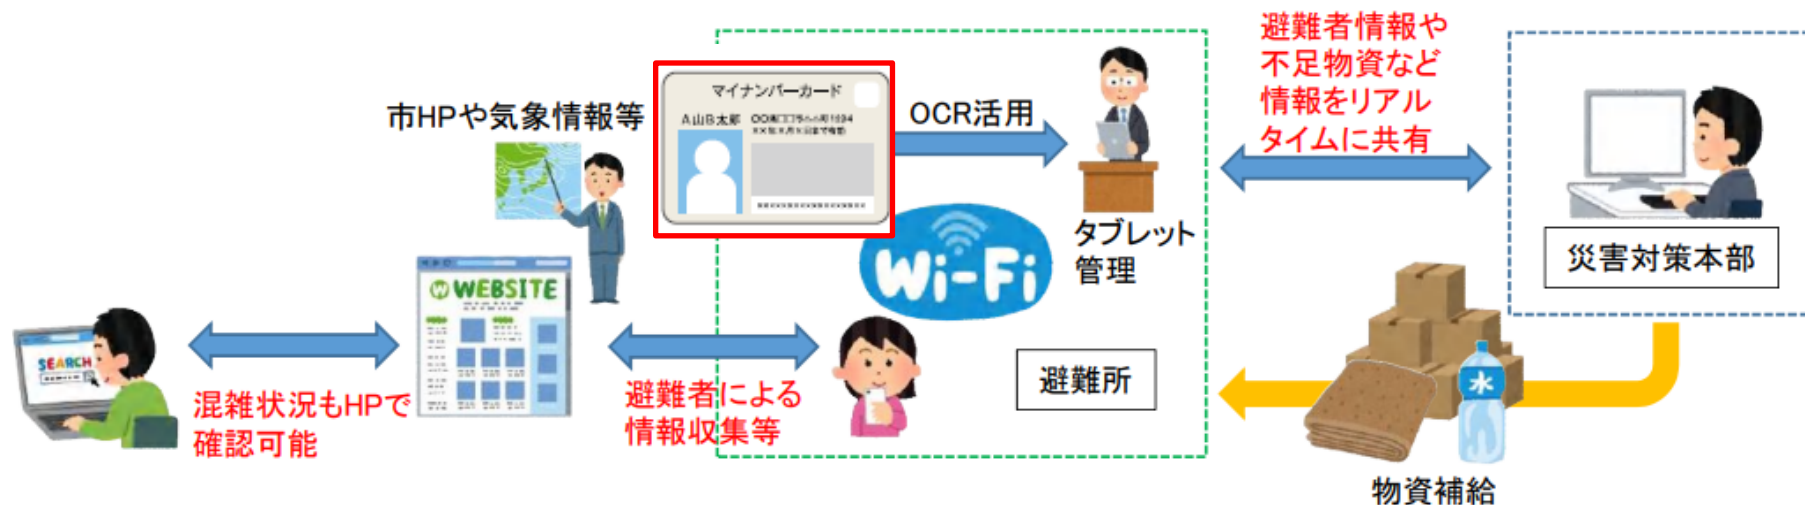 市HPや気象情報等
マイナンバーカード
A山B太郎
OCR活用
タブレット
管理
Wi-Fi
避難所
避難者情報や
不足物資など
情報をリアル
タイムに共有
災害対策本部
水
物資補給
WEBSITE
SEARCH
混雑状況もHPで
確認可能
避難者による
情報収集等